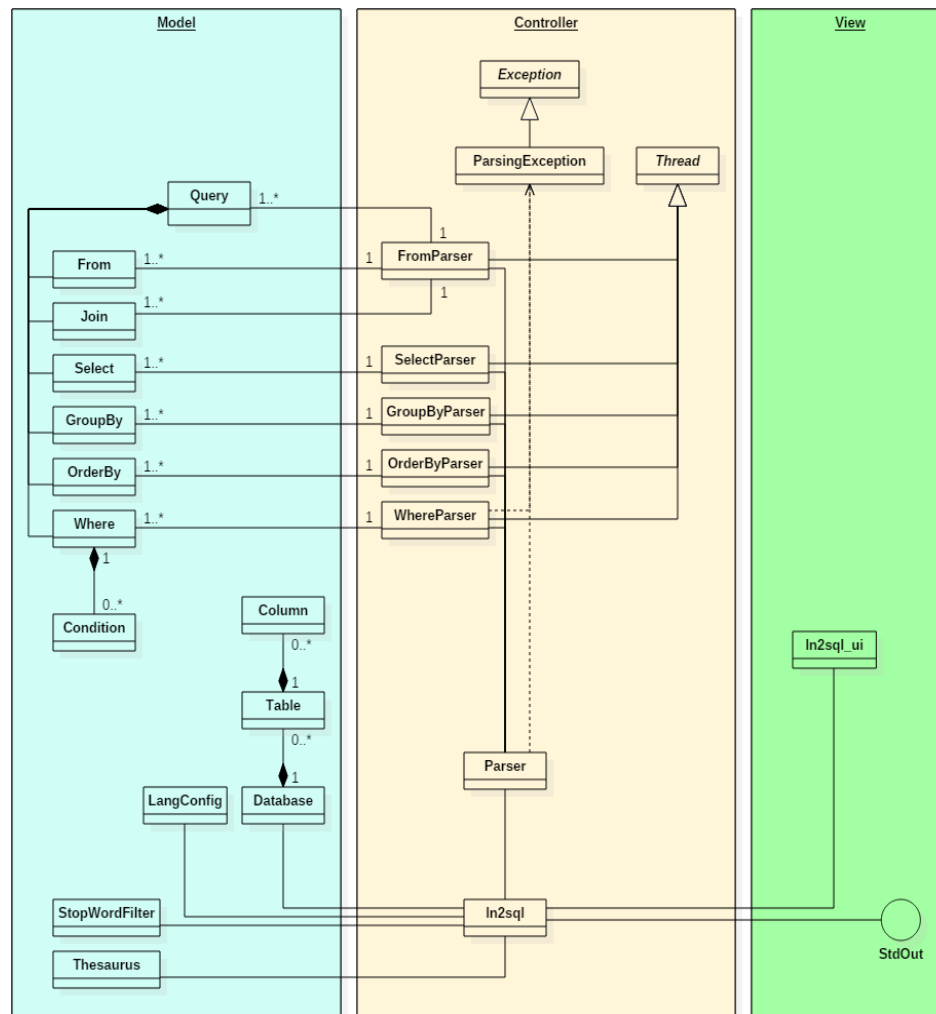 Model
Controller
View
Exception
ParsingException
Thread
Query
1..*
1
From
1..*
1
FromParser
Join
1..*
1
Select
1..*
1
SelectParser
GroupBy
1..*
1
GroupByParser
OrderBy
1..*
1
OrderByParser
Where
1..*
1
WhereParser
1
0..*
Condition
Column
0..*
1
Table
0..*
1
LangConfig
Database
Parser
ln2sql_ui
StopWordFilter
ln2sql
Thesaurus
StdOut